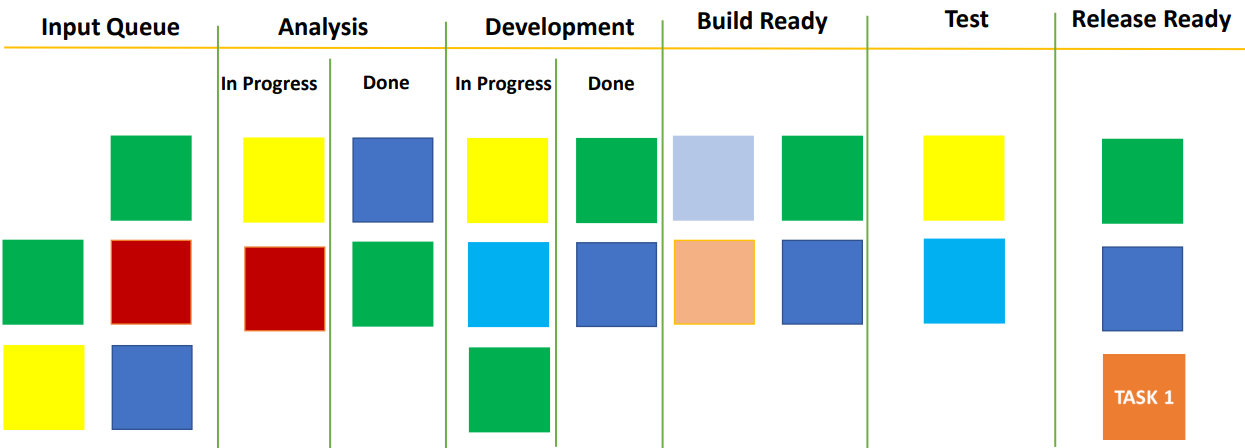 Input Queue
Analysis
Development
Build Ready
Test
Release Ready
In Progress
Done
In Progress
Done
TASK 1